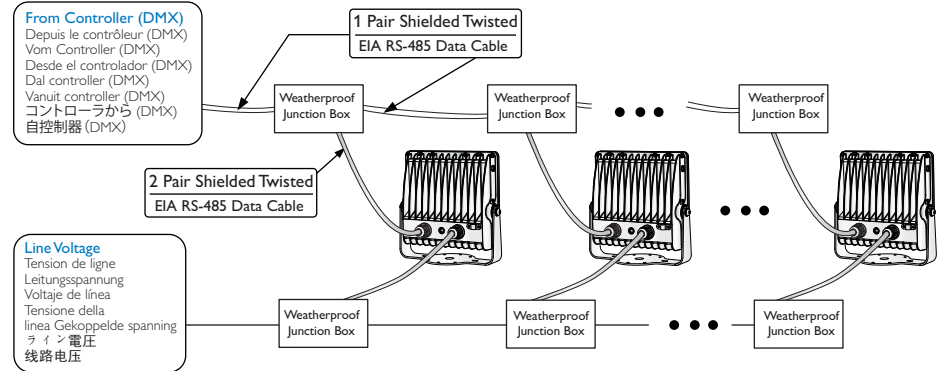 From Controller (DMX)
Depuis le contrôleur (DMX)
Vom Controller (DMX)
Desde el controlador (DMX)
Dal controller (DMX)
Vanuit controller (DMX)
コントローラから (DMX)
自控制器 (DMX)
1 Pair Shielded Twisted
EIA RS-485 Data Cable
Weatherproof
Junction Box
Weatherproof
Junction Box
Weatherproof
Junction Box
2 Pair Shielded Twisted
EIA RS-485 Data Cable
Line Voltage
Tension de ligne
Leitungsspannung
Voltaje de línea
Tensione della
linea Gekoppelde spanning
ライン電圧
线路电压
Weatherproof
Junction Box
Weatherproof
Junction Box
Weatherproof
Junction Box